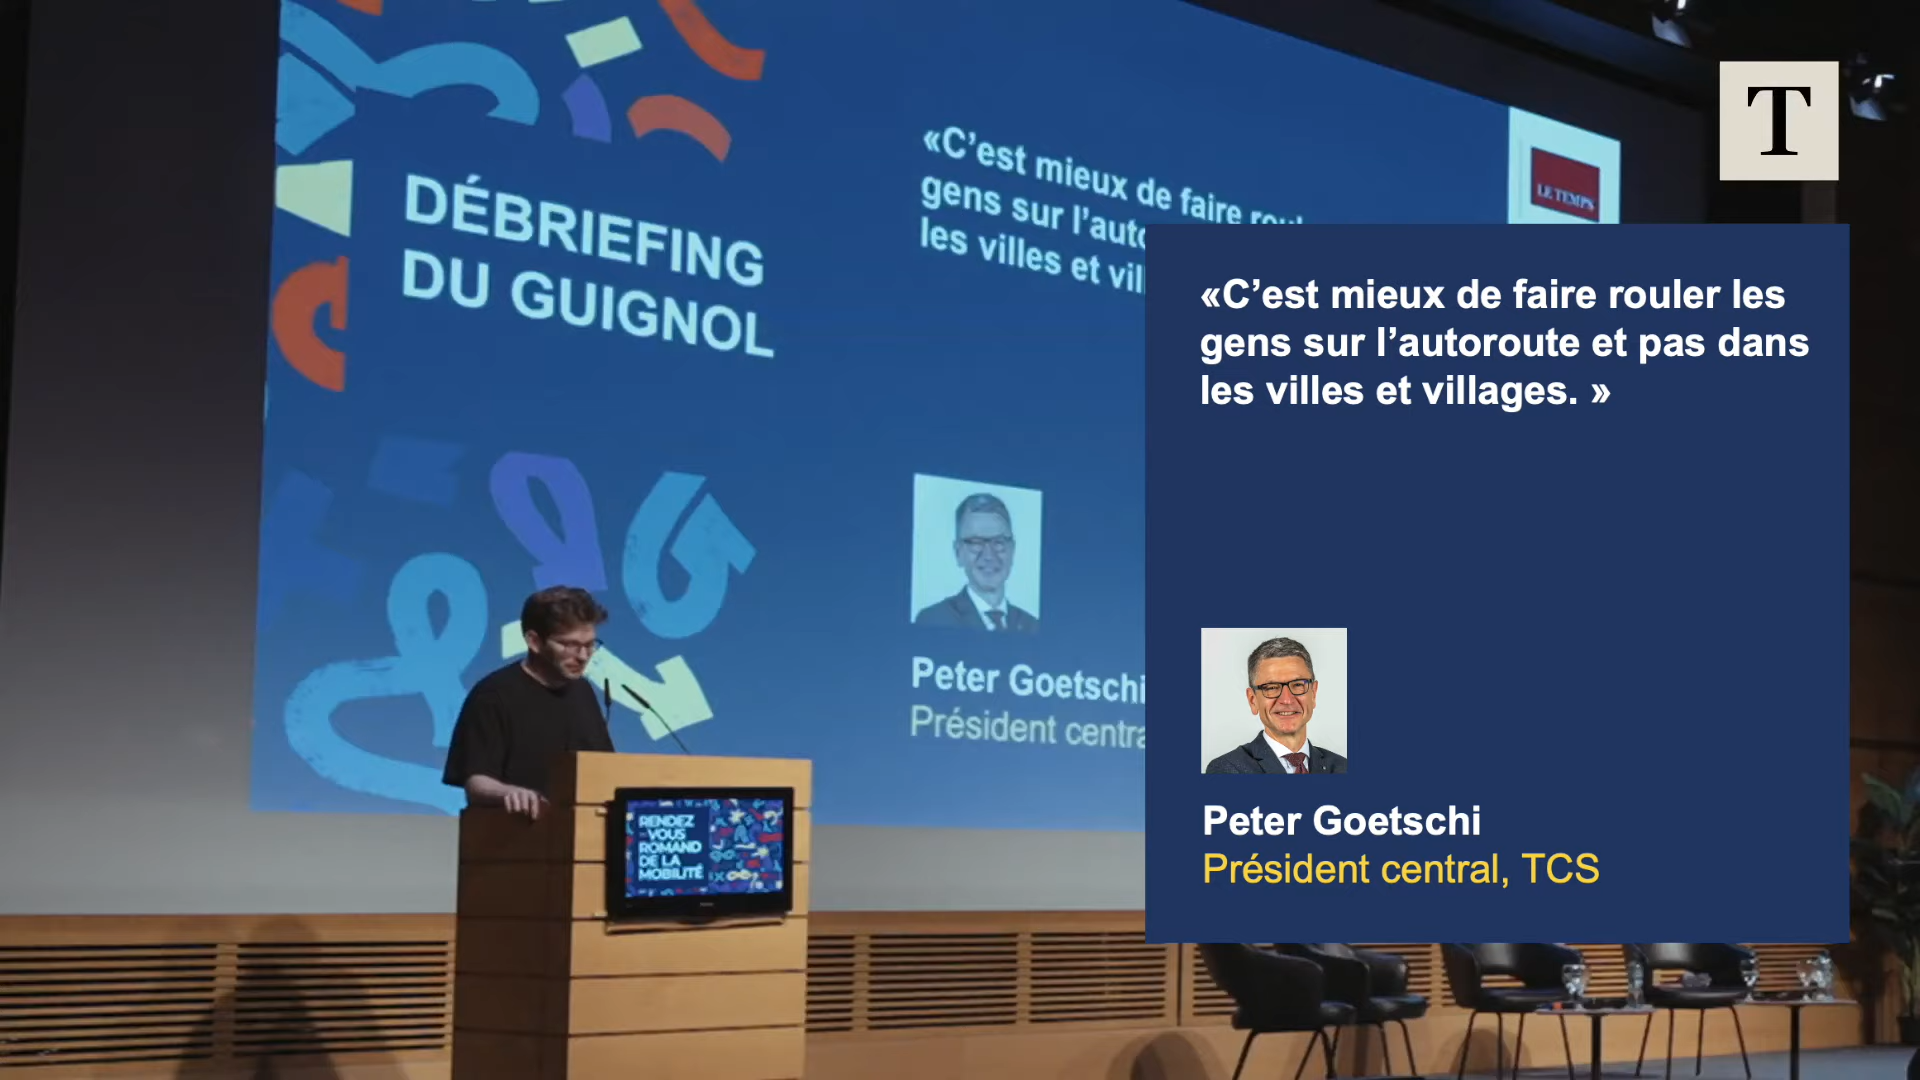 DÉBRIEFING
DU GUIGNOL
«C'est mieux de faire
gens sur l'auto
les villes et vil
LE TEMPS
T
Peter Goetschi
Président centra
«C'est mieux de faire rouler les
gens sur l'autoroute et pas dans
les villes et villages. »
Peter Goetschi
Président central, TCS
RENDEZ
-VOUS
ROMAND
DE LA
MOBILITÉ